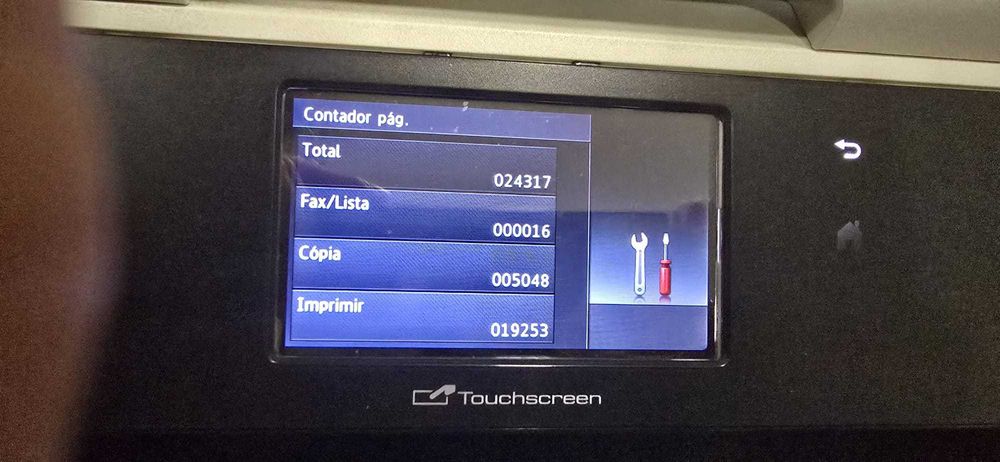 Contador pág.
Total
024317
Fax/Lista
000016
Cópia
005048
Imprimir
019253
Touchscreen